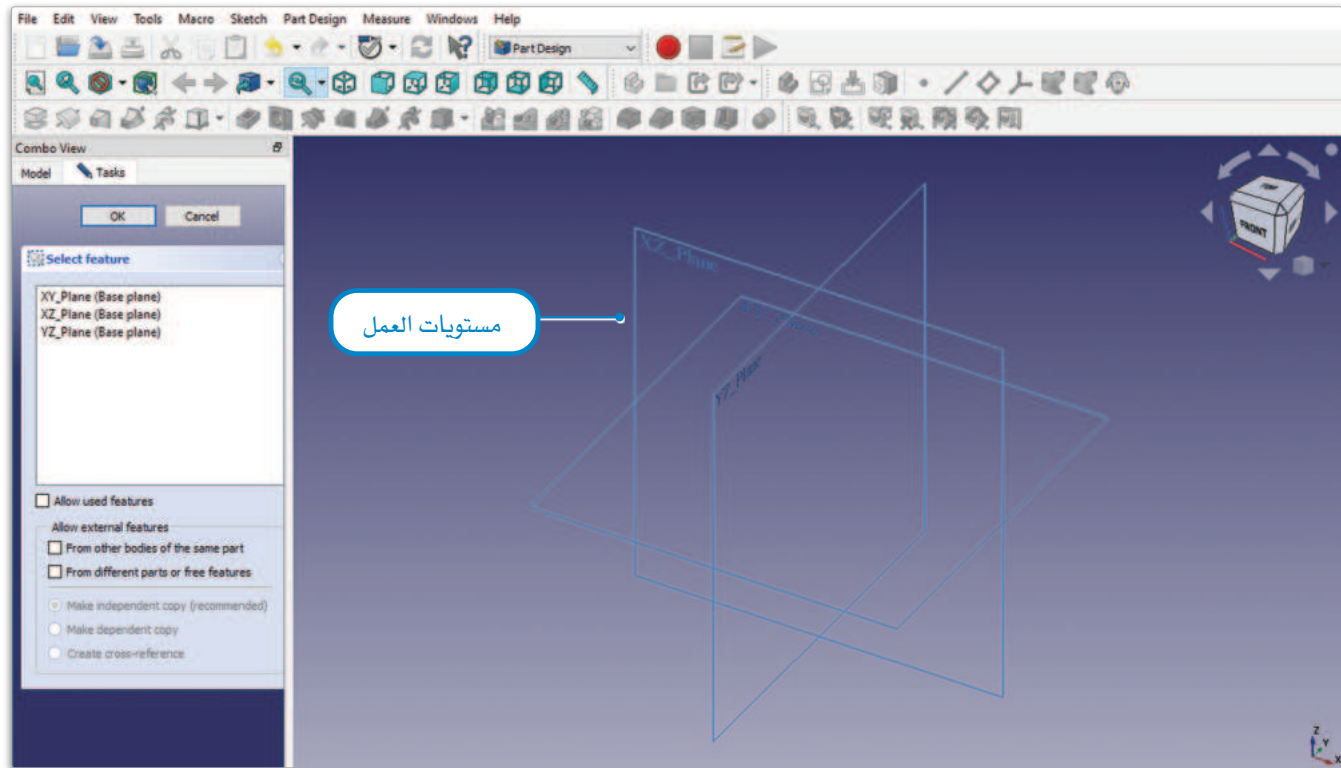 File Edit View Tools Macro Sketch Part Design Measure Windows Help
Part Design
Combo View
Model Tasks
OK Cancel
Select feature
XY_Plane (Base plane)
XZ_Plane (Base plane)
YZ_Plane (Base plane)
Allow used features
Allow external features
From other bodies of the same part
From different parts or free features
Make independent copy (recommended)
Make dependent copy
Create cross-reference
مستويات العمل
XZ_Plane
YZ_Plane
TOP
FRONT
Z
Y
X